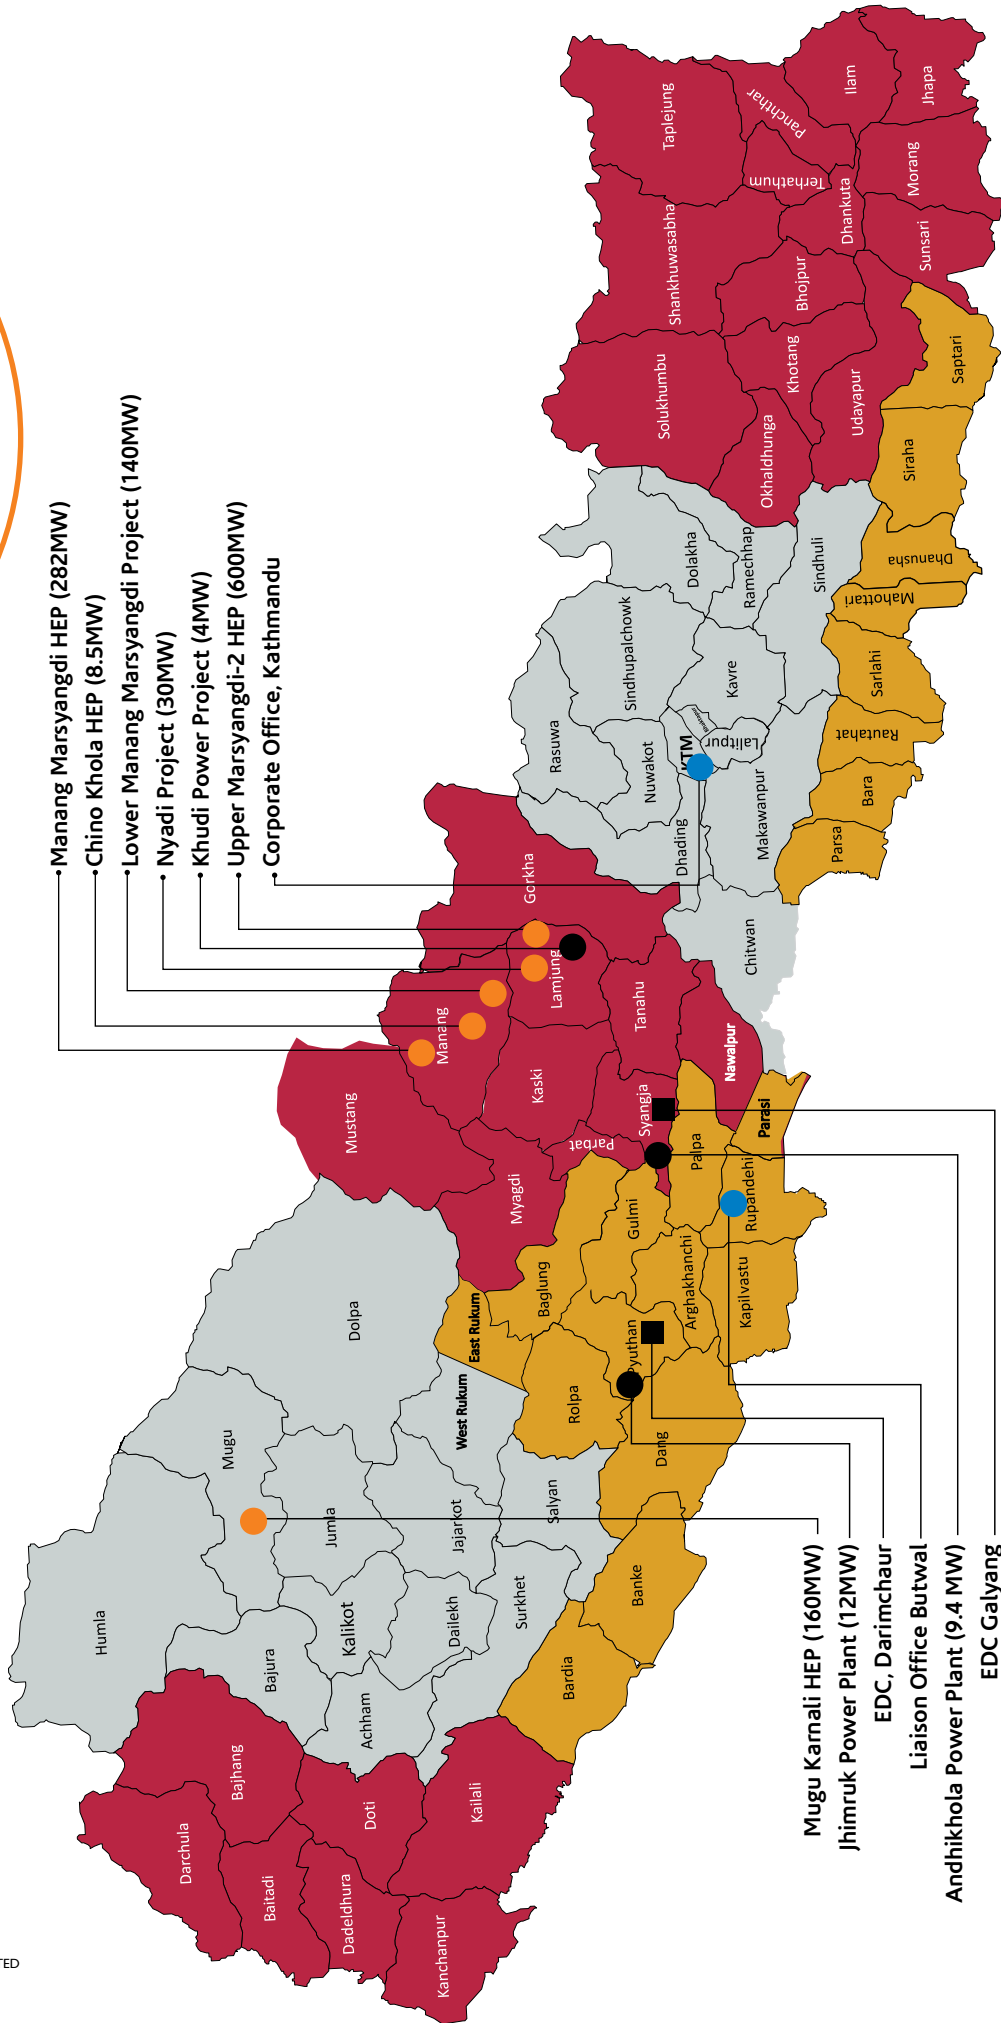 Manang Marsyangdi HEP (282MW)
Chino Khola HEP (8.5MW)
Lower Manang Marsyangdi Project (140MW)
Nyadi Project (30MW)
Khudi Power Project (4MW)
Upper Marsyangdi-2 HEP (600MW)
Corporate Office, Kathmandu
Darchula
Bajhang
Baitadi
Dadeldhura
Doti
Kanchanpur
Kailali
Humla
Bajura
Achham
Mugu
Jumla
Kalikot
Dailekh
Jajarkot
Surkhet
Salyan
Dolpa
West Rukum
East Rukum
Bardia
Banke
Dang
Rolpa
Pyuthan
Baglung
Gulmi
Arghakhanchi
Kapilvastu
Palpa
Rupandehi
Parasi
Mustang
Manang
Myagdi
Kaski
Parbat
Syangja
Lamjung
Tanahu
Gorkha
Nawalpur
Chitwan
Rasuwa
Nuwakot
Dhading
Sindhupalchowk
KTM
Bhaktapur
Lalitpur
Kavre
Makawanpur
Dolakha
Ramechhap
Sindhuli
Parsa
Bara
Rautahat
Sarlahi
Mahottari
Dhanusha
Siraha
Saptari
Solukhumbu
Okhaldhunga
Khotang
Udayapur
Shankhuwasabha
Bhojpur
Taplejung
Terhathum
Dhankuta
Panchthar
Ilam
Jhapa
Morang
Sunsari
Mugu Karnali HEP (160MW)
Jhimruk Power Plant (12MW)
EDC, Darimchaur
Liaison Office Butwal
Andhikhola Power Plant (9.4 MW)
EDC Galyang
TED